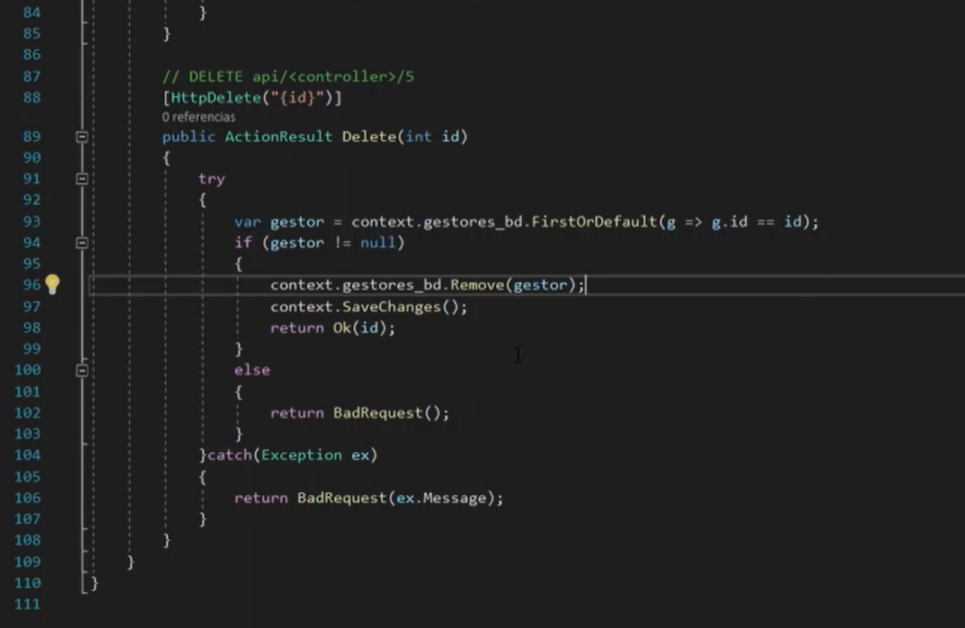 84 }
85 }
86
87 // DELETE api/<controller>/5
88 [HttpDelete("{id}")]
0 referencias
89 public ActionResult Delete(int id)
90 {
91 try
92 {
93 var gestor = context.gestores_bd.FirstOrDefault(g => g.id == id);
94 if (gestor != null)
95 {
96 context.gestores_bd.Remove(gestor);
97 context.SaveChanges();
98 return Ok(id);
99 }
100 else
101 {
102 return BadRequest();
103 }
104 }catch(Exception ex)
105 {
106 return BadRequest(ex.Message);
107 }
108 }
109 }
110 }
111